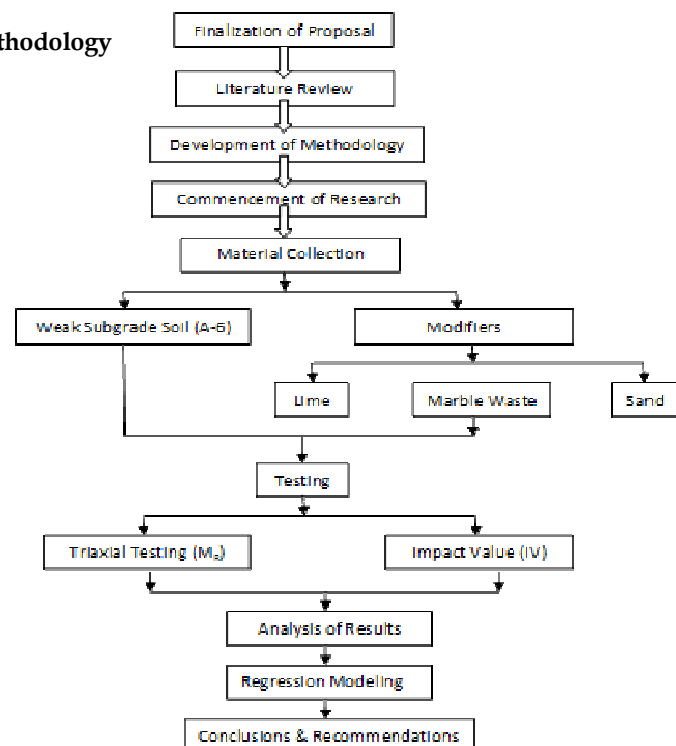 thodology
Finalization of Proposal
Literature Review
Development of Methodology
Commencement of Research
Material Collection
Weak Subgrade Soil (A-6)
Modifiers
Lime
Marble Waste
Sand
Testing
Triaxial Testing (Mₛ)
Impact Value (IV)
Analysis of Results
Regression Modeling
Conclusions & Recommendations